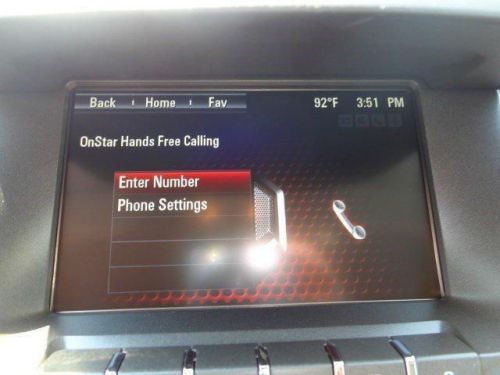 Back Home Fav 92°F 3:51 PM
OnStar Hands Free Calling
Enter Number
Phone Settings